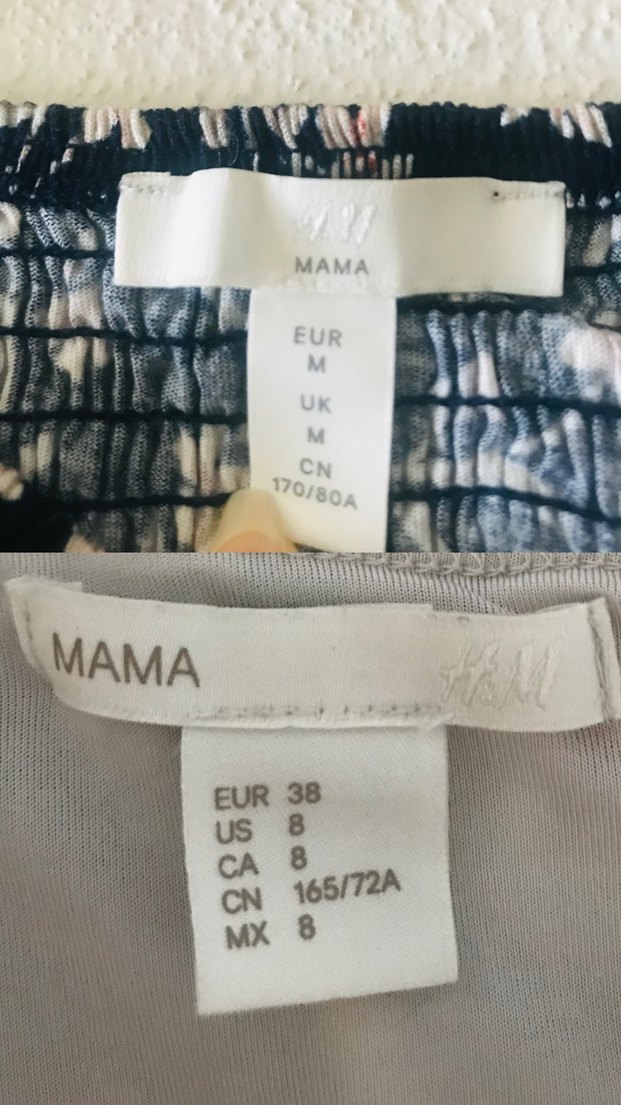 H&M
MAMA
EUR
M
UK
M
CN
170/80A
MAMA H&M
EUR 38
US 8
CA 8
CN 165/72A
MX 8